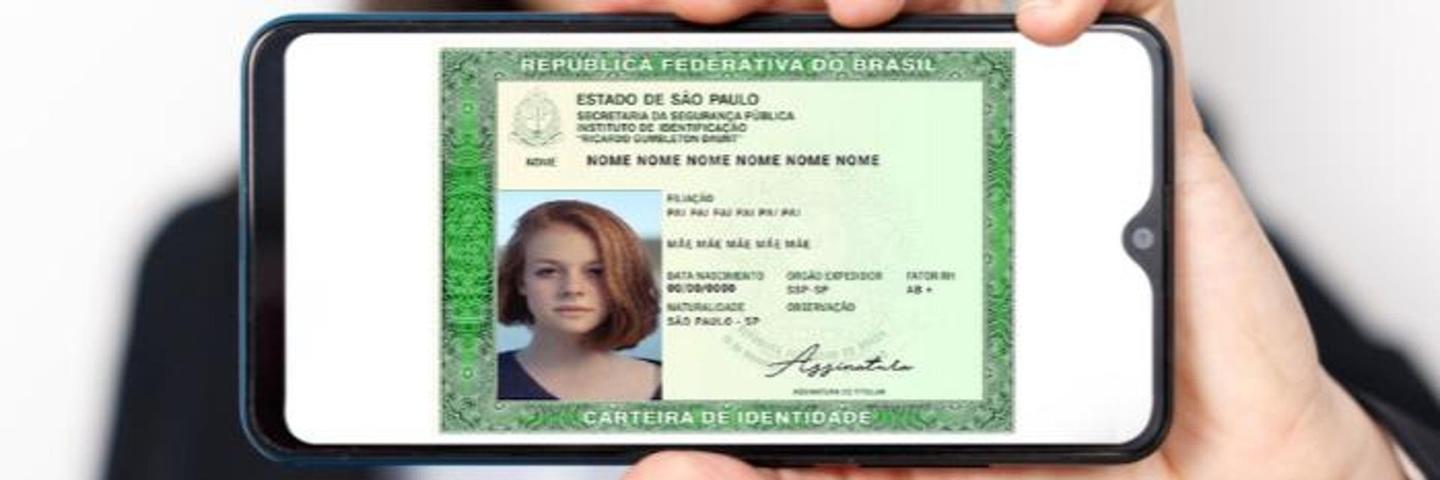 REPÚBLICA FEDERATIVA DO BRASIL
ESTADO DE SÃO PAULO
SECRETARIA DA SEGURANÇA PÚBLICA
INSTITUTO DE IDENTIFICAÇÃO
"RICARDO GUMBLETON DAUNT"
NOME NOME NOME NOME NOME NOME NOME
FILIAÇÃO
PAI PAI PAI PAI PAI PAI
MÃE MÃE MÃE MÃE MÃE
DATA NASCIMENTO ORGÃO EXPEDIDOR FATOR RH
00/00/0000 SSP-SP AB +
NATURALIDADE OBSERVAÇÃO
SÃO PAULO - SP
Assinatura
ASSINATURA DO TITULAR
CARTEIRA DE IDENTIDADE